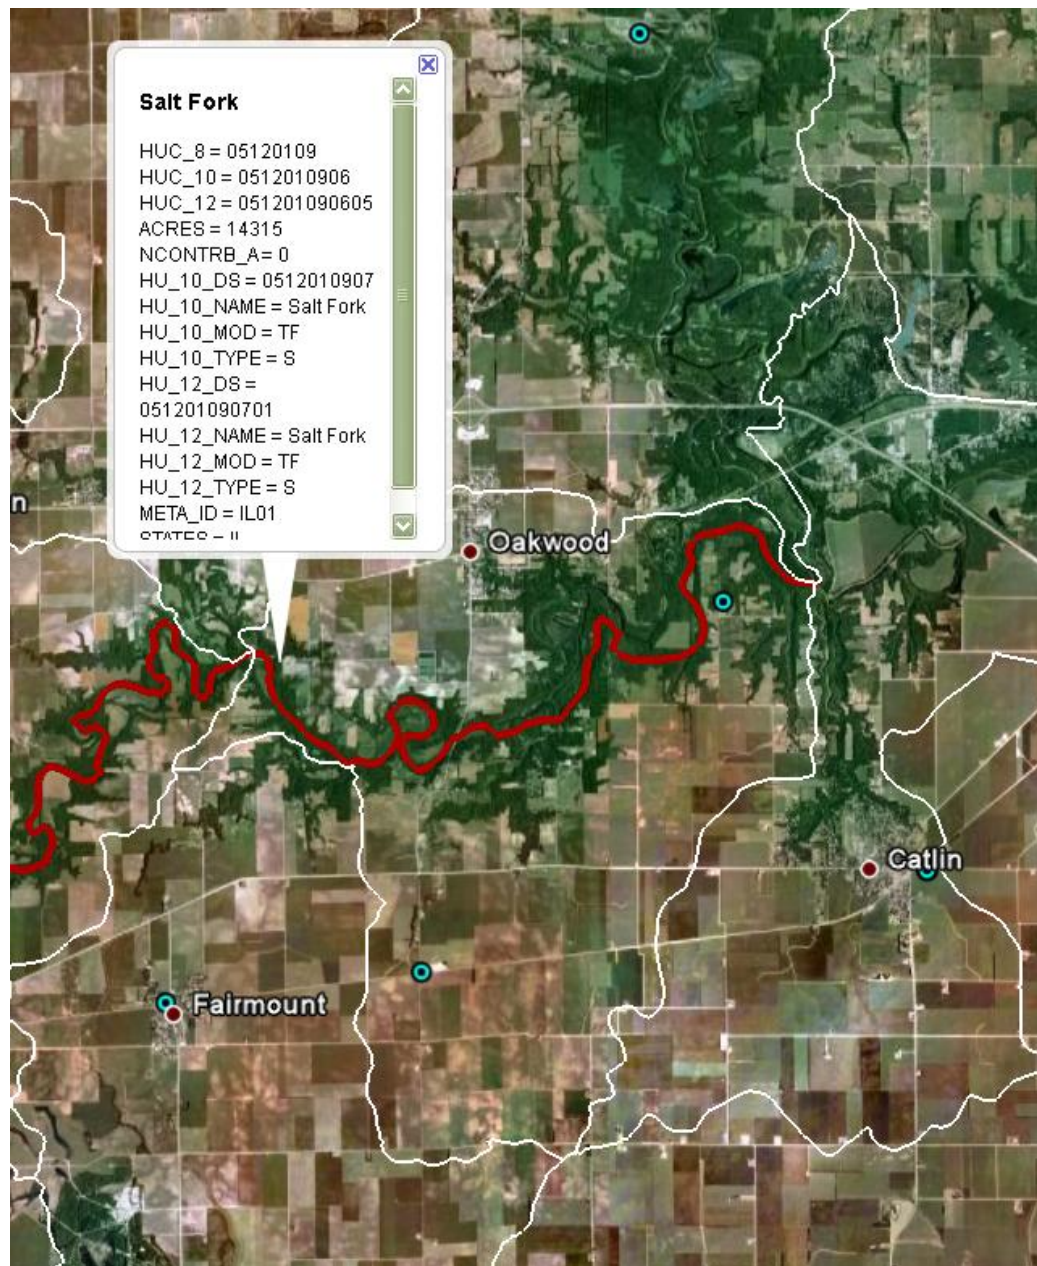 Salt Fork
HUC_8 = 05120109
HUC_10 = 0512010906
HUC_12 = 051201090605
ACRES = 14315
NCONTRB_A= 0
HU_10_DS = 0512010907
HU_10_NAME = Salt Fork
HU_10_MOD = TF
HU_10_TYPE = S
HU_12_DS =
051201090701
HU_12_NAME = Salt Fork
HU_12_MOD = TF
HU_12_TYPE = S
META_ID = IL01
n
Oakwood
Catlin
Fairmount